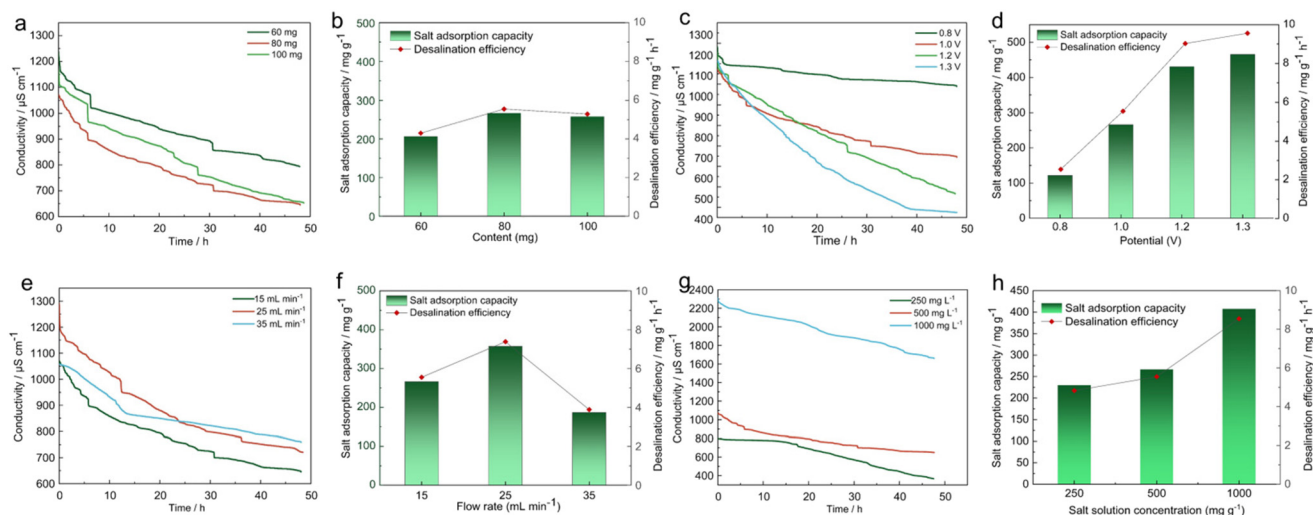 a
60 mg
80 mg
100 mg
1300
1200
1100
1000
900
800
700
600
Conductivity / µS cm⁻¹
0
10
20
30
40
50
Time / h
b
Salt adsorption capacity
Desalination efficiency
500
400
300
200
100
0
Salt adsorption capacity / mg g⁻¹
10
8
6
4
2
0
Desalination efficiency / mg g⁻¹ h⁻¹
60
80
100
Content (mg)
c
0.8 V
1.0 V
1.2 V
1.3 V
1300
1200
1100
1000
900
800
700
600
500
400
Conductivity / µS cm⁻¹
0
10
20
30
40
50
Time / h
d
Salt adsorption capacity
Desalination efficiency
500
400
300
200
100
0
Salt adsorption capacity / mg g⁻¹
10
8
6
4
2
0
Desalination efficiency / mg g⁻¹ h⁻¹
0.8
1.0
1.2
1.3
Potential (V)
e
15 mL min⁻¹
25 mL min⁻¹
35 mL min⁻¹
1300
1200
1100
1000
900
800
700
600
Conductivity / µS cm⁻¹
0
10
20
30
40
50
Time / h
f
Salt adsorption capacity
Desalination efficiency
500
400
300
200
100
0
Salt adsorption capacity / mg g⁻¹
10
8
6
4
2
0
Desalination efficiency / mg g⁻¹ h⁻¹
15
25
35
Flow rate (mL min⁻¹)
g
250 mg L⁻¹
500 mg L⁻¹
1000 mg L⁻¹
2400
2200
2000
1800
1600
1400
1200
1000
800
600
400
Conductivity / µS cm⁻¹
0
10
20
30
40
50
Time / h
h
Salt adsorption capacity
Desalination efficiency
450
400
350
300
250
200
150
100
50
0
Salt adsorption capacity / mg g⁻¹
10
8
6
4
2
0
Desalination efficiency / mg g⁻¹ h⁻¹
250
500
1000
Salt solution concentration (mg g⁻¹)